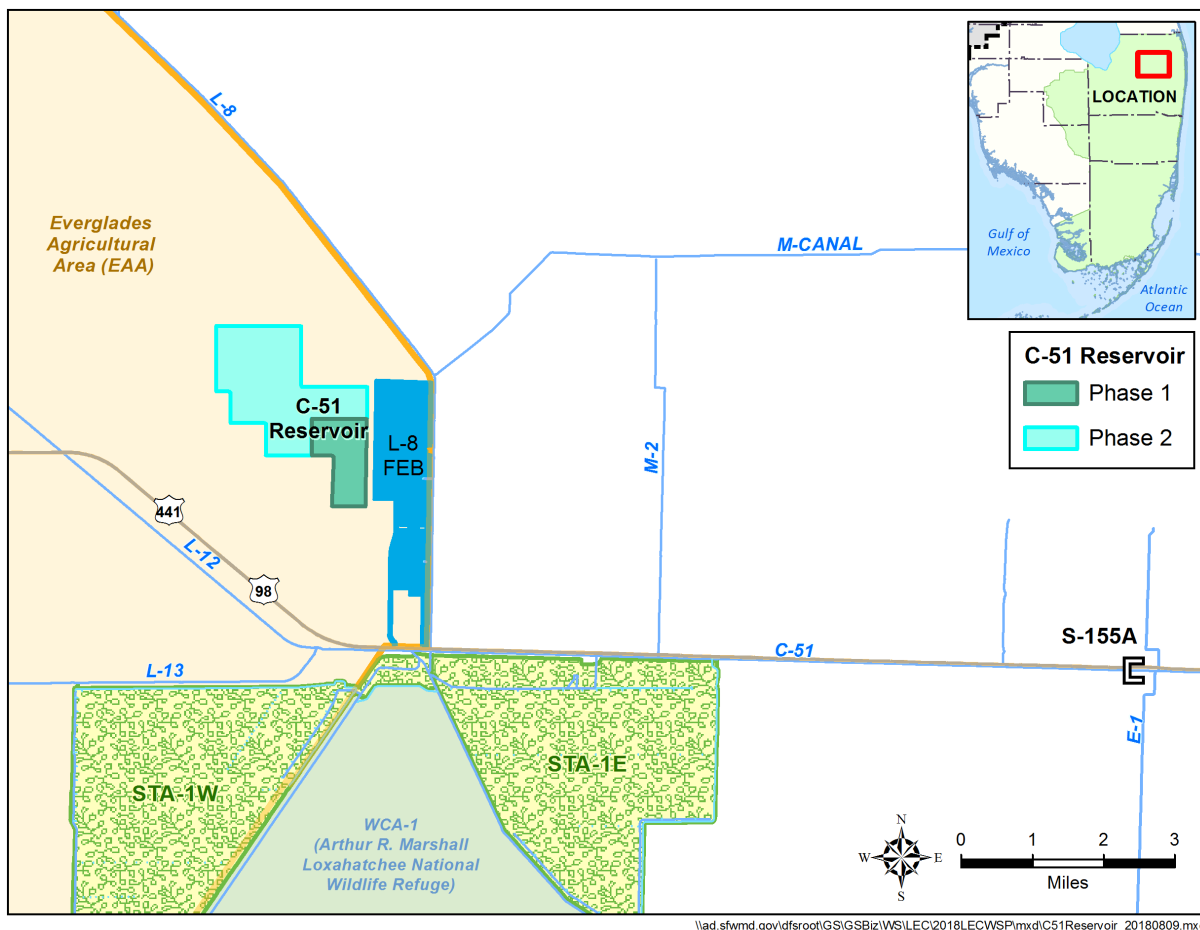 L-8
LOCATION
Everglades
Agricultural
Area (EAA)
M-CANAL
Gulf of
Mexico
Atlantic
Ocean
C-51 Reservoir
Phase 1
Phase 2
C-51
Reservoir
L-8
FEB
M-2
441
L-12
98
S-155A
C-51
L-13
E-1
STA-1W
STA-1E
WCA-1
(Arthur R. Marshall
Loxahatchee National
Wildlife Refuge)
N
W
E
S
0 1 2 3
Miles
\\ad.sfwmd.gov\dfsroot\GS\GSBiz\WS\LEC\2018LECWSP\mxd\C51Reservoir_20180809.mx